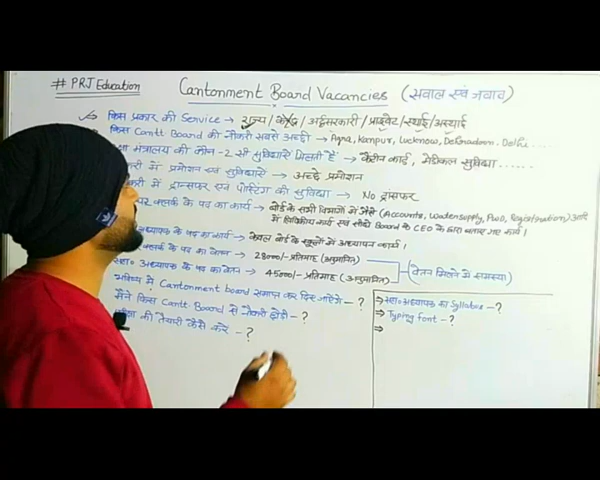 # PRJ Education
Cantonment Board Vacancies (सवाल एवं जवाब)
किस प्रकार की Service → राज्य / केन्द्र / अर्द्धसरकारी / प्राइवेट / स्थाई / अस्थाई
किस Cantt Board की नौकरी सबसे अच्छी → Agra, Kanpur, Lucknow, Dehradoon, Delhi.....
मंत्रालय की कौन-2 सी सुविधाऐं मिलती हैं → कैंटीन कार्ड, मेडीकल सुविधा ......
में प्रमोशन एवं सुविधाऐं → अच्छे प्रमोशन
में ट्रान्सफर एवं पोस्टिंग की सुविधा → No ट्रांसफर
क्लर्क के पद का कार्य → बोर्ड के सभी विभागों में जैसे (Accounts, Watersupply, PWD, Registration) आदि
में लिपिकीय कार्य एवं सीधे Board के CEO के द्वारा बताए गए कार्य।
अध्यापक के पद का कार्य → केवल बोर्ड के स्कूलों में अध्यापन कार्य।
क्लर्क के पद का वेतन → 28000/- प्रतिमाह (अनुमानित)
सहा० अध्यापक के पद का वेतन → 45000/- प्रतिमाह (अनुमानित) (वेतन मिलने में समस्या)
भविष्य में Cantonment board समाप्त कर दिए जाऐंगे - ?
मैंने किस Cantt Board से नौकरी छोडी - ?
की तैयारी कैसे करें - ?
⇒ सहा० अध्यापक का Syllabus - ?
⇒ Typing font - ?
⇒